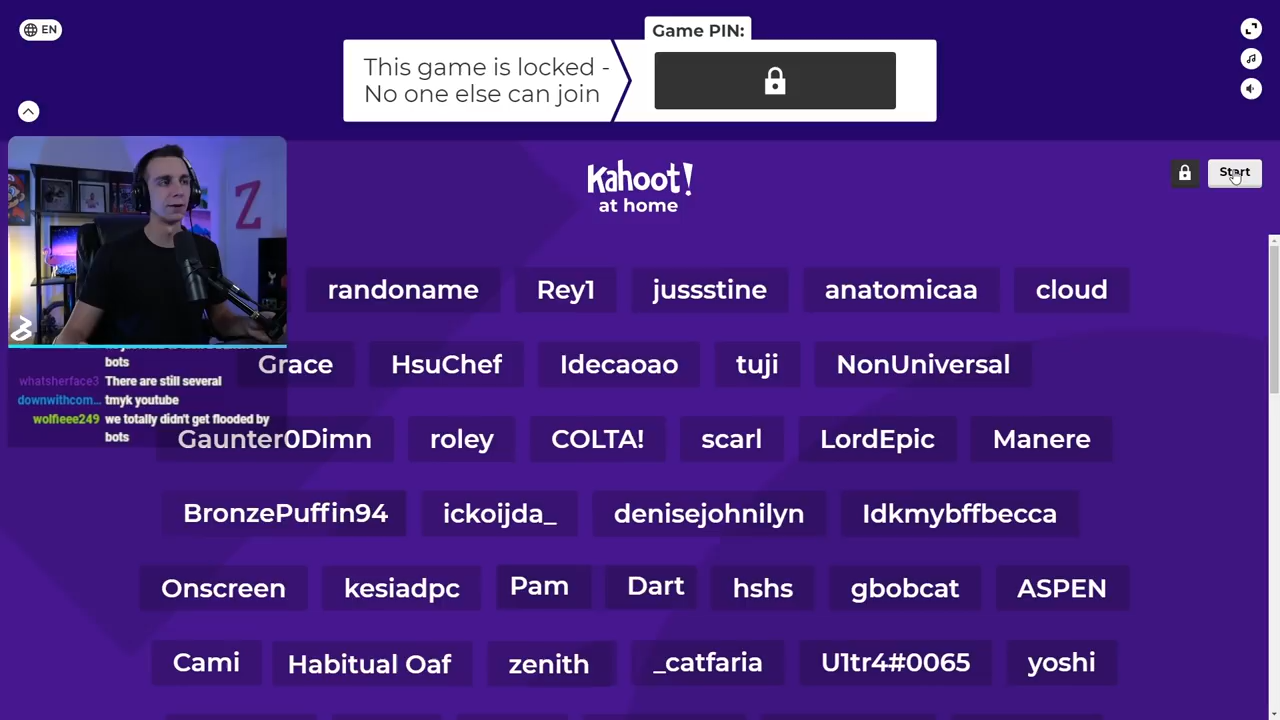 EN
Game PIN:
This game is locked -
No one else can join
Kahoot!
at home
Start
Z
randoname Rey1 jussstine anatomicaa cloud
Grace HsuChef Idecaoao tuji NonUniversal
bots
whatsherface3 There are still several
downwithcom... tmyk youtube
wolfieee249 we totally didn't get flooded by
bots
Gaunter0Dimn roley COLTA! scarl LordEpic Manere
BronzePuffin94 ickoijda_ denisejohnilyn Idkmybffbecca
Onscreen kesiadpc Pam Dart hshs gbobcat ASPEN
Cami Habitual Oaf zenith _catfaria U1tr4#0065 yoshi